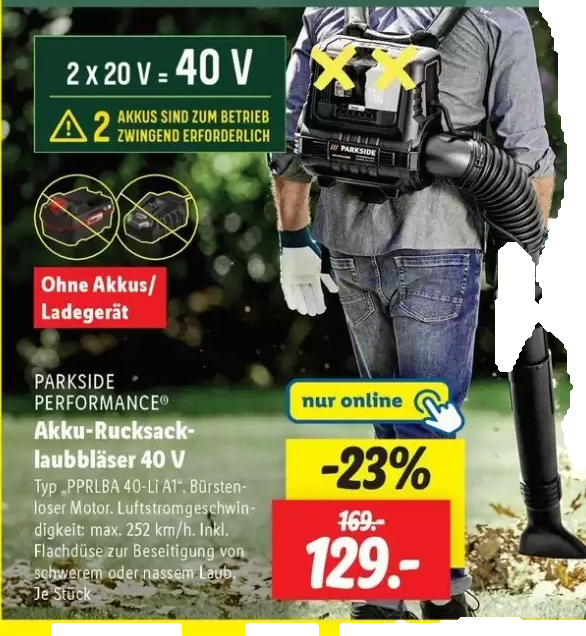 2 x 20 V = 40 V
2 AKKUS SIND ZUM BETRIEB
ZWINGEND ERFORDERLICH
PARKSIDE
Ohne Akkus/
Ladegerät
PARKSIDE
PERFORMANCE®
Akku-Rucksack-
laubbläser 40 V
Typ „PPRLBA 40-Li A1“. Bürsten-
loser Motor. Luftstromgeschwin-
digkeit: max. 252 km/h. Inkl.
Flachdüse zur Beseitigung von
schwerem oder nassem Laub.
Je Stück
nur online
-23%
169.-
129.-